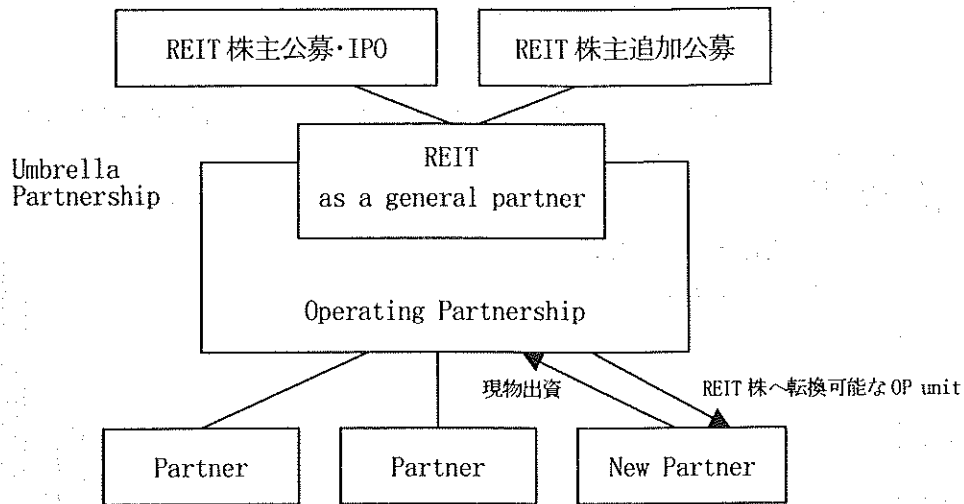 REIT 株主公募・IPO
REIT 株主追加公募
Umbrella
Partnership
REIT
as a general partner
Operating Partnership
現物出資
REIT 株へ転換可能な OP unit
Partner
Partner
New Partner